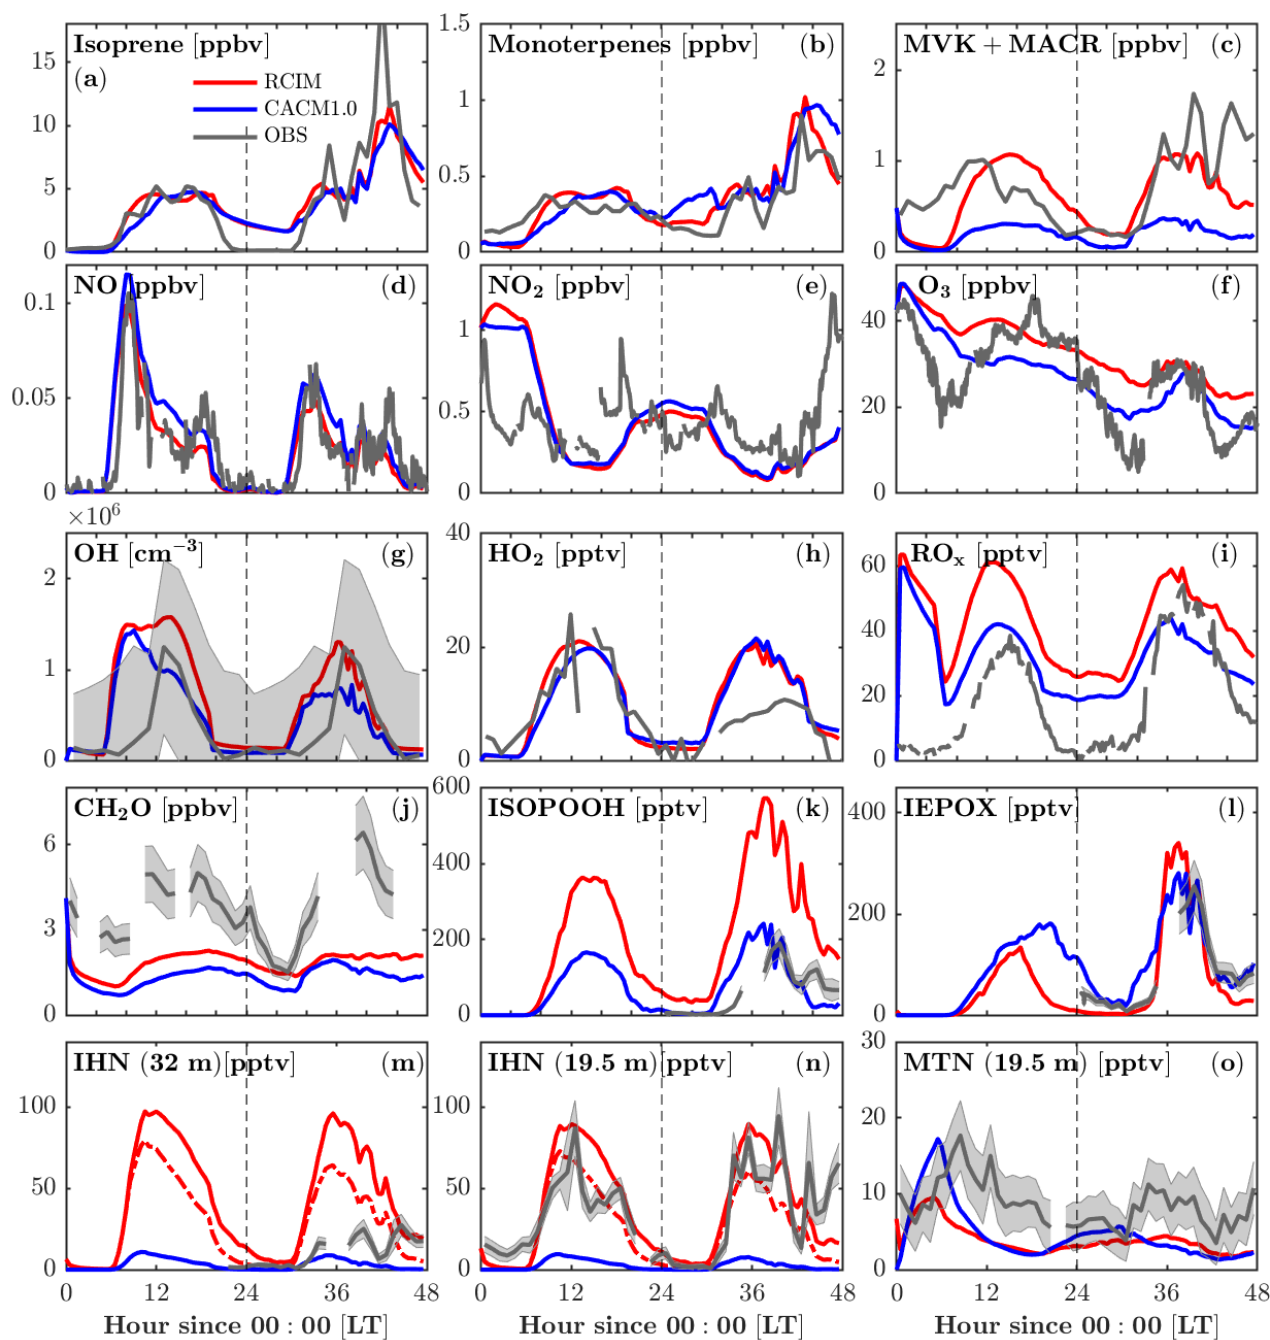 Isoprene [ppbv]
(a)
RCIM
CACM1.0
OBS
0
5
10
15
Monoterpenes [ppbv] (b)
0
0.5
1
1.5
MVK + MACR [ppbv] (c)
0
1
2
NO [ppbv] (d)
0
0.05
0.1
NO₂ [ppbv] (e)
0
0.5
1
O₃ [ppbv] (f)
0
20
40
×10⁶
OH [cm⁻³] (g)
0
1
2
HO₂ [pptv] (h)
0
20
40
ROₓ [pptv] (i)
0
20
40
60
CH₂O [ppbv] (j)
0
3
6
ISOPOOH [pptv] (k)
0
200
400
600
IEPOX [pptv] (l)
0
200
400
IHN (32 m)[pptv] (m)
0
50
100
0 12 24 36 48
Hour since 00 : 00 [LT]
IHN (19.5 m)[pptv] (n)
0
50
100
0 12 24 36 48
Hour since 00 : 00 [LT]
MTN (19.5 m) [pptv] (o)
0
10
20
30
0 12 24 36 48
Hour since 00 : 00 [LT]